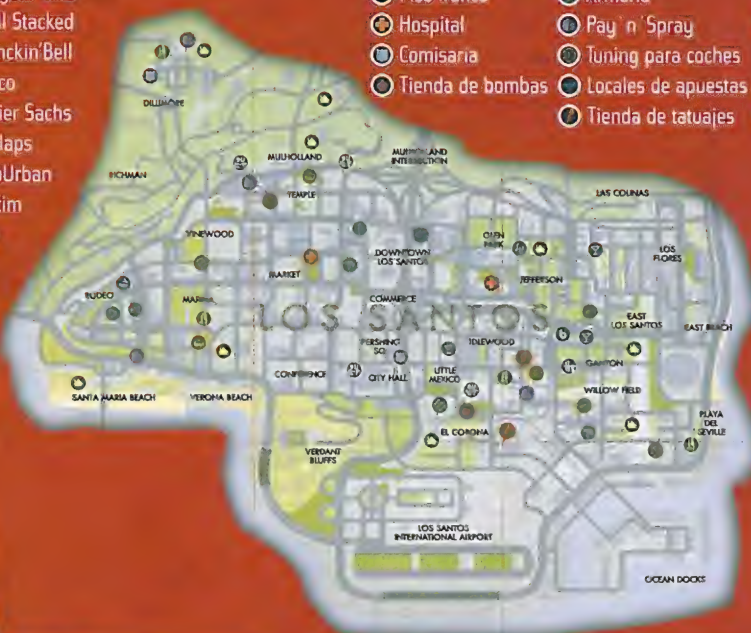 l Stacked
nckin'Bell
co
ier Sachs
Urban
im
Hospital
Comisaria
Tienda de bombas
Pay´n´Spray
Tuning para coches
Locales de apuestas
Tienda de tatuajes
DILLIMORE
RICHMAN
MULHOLLAND
MULHOLLAND
INTERSECTION
TEMPLE
LAS COLINAS
VINEWOOD
GLEN
PARK
LOS
FLORES
DOWNTOWN
LOS SANTOS
MARKET
JEFFERSON
RODEO
MARINA
COMMERCE
LOS SANTOS
EAST
LOS SANTOS
EAST BEACH
PERSHING
SQ.
IDLEWOOD
CONFERENCE
CITY HALL
LITTLE
MEXICO
GANTON
SANTA MARIA BEACH
VERONA BEACH
WILLOW FIELD
PLAYA
DEL
SEVILLE
EL CORONA
VERDANT
BLUFFS
LOS SANTOS
INTERNATIONAL AIRPORT
OCEAN DOCKS